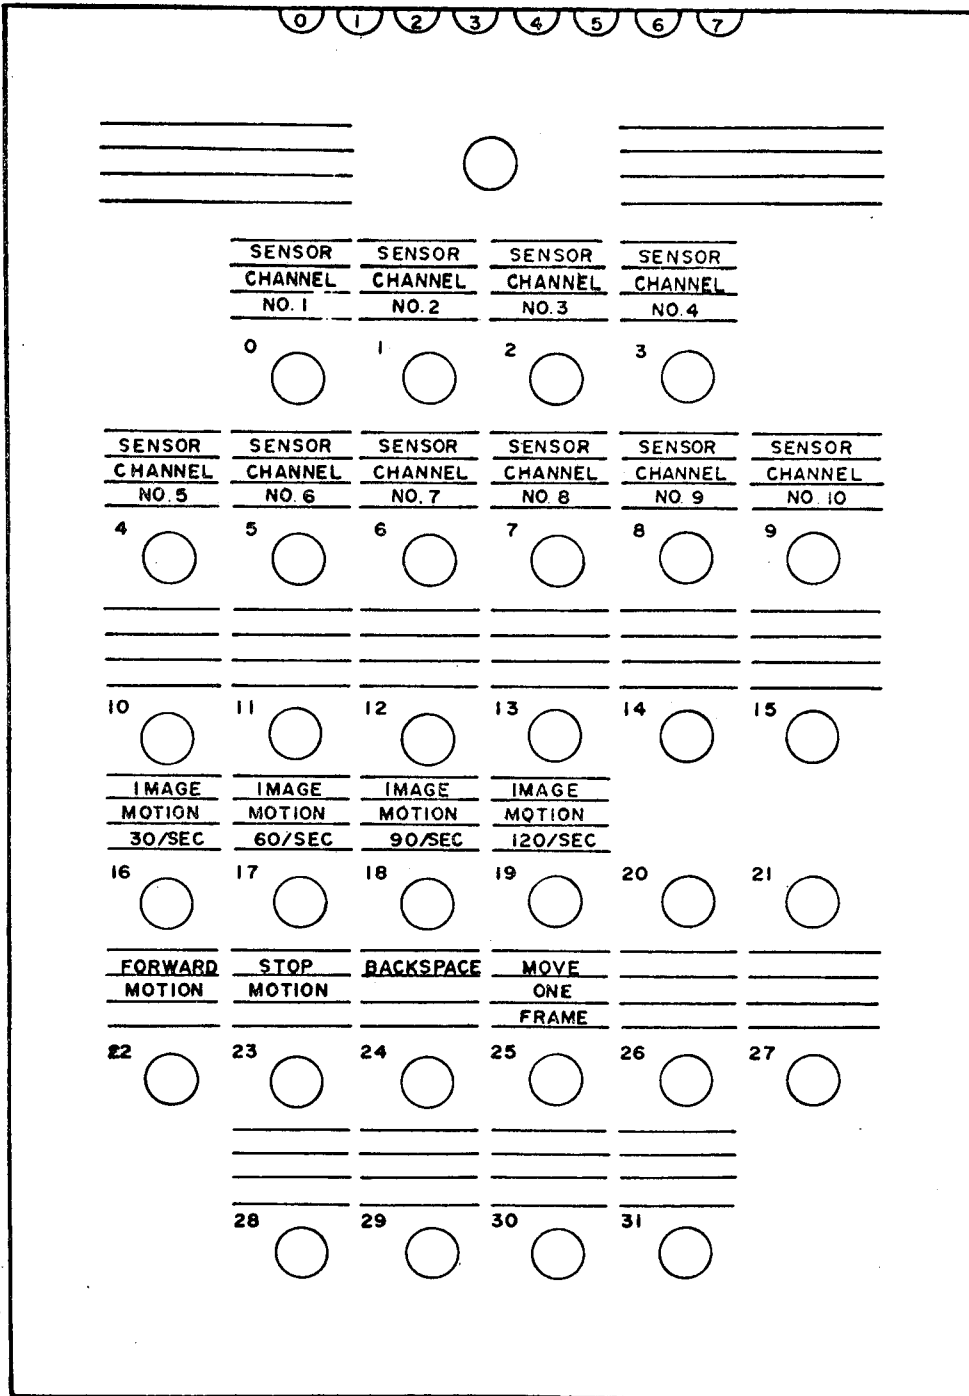 0 1 2 3 4 5 6 7
SENSOR SENSOR SENSOR SENSOR
CHANNEL CHANNEL CHANNEL CHANNEL
NO. 1 NO. 2 NO. 3 NO. 4
0 1 2 3
SENSOR SENSOR SENSOR SENSOR SENSOR SENSOR
CHANNEL CHANNEL CHANNEL CHANNEL CHANNEL CHANNEL
NO. 5 NO. 6 NO. 7 NO. 8 NO. 9 NO. 10
4 5 6 7 8 9
10 11 12 13 14 15
IMAGE IMAGE IMAGE IMAGE
MOTION MOTION MOTION MOTION
30/SEC 60/SEC 90/SEC 120/SEC
16 17 18 19 20 21
FORWARD STOP BACKSPACE MOVE
MOTION MOTION ONE
FRAME
22 23 24 25 26 27
28 29 30 31